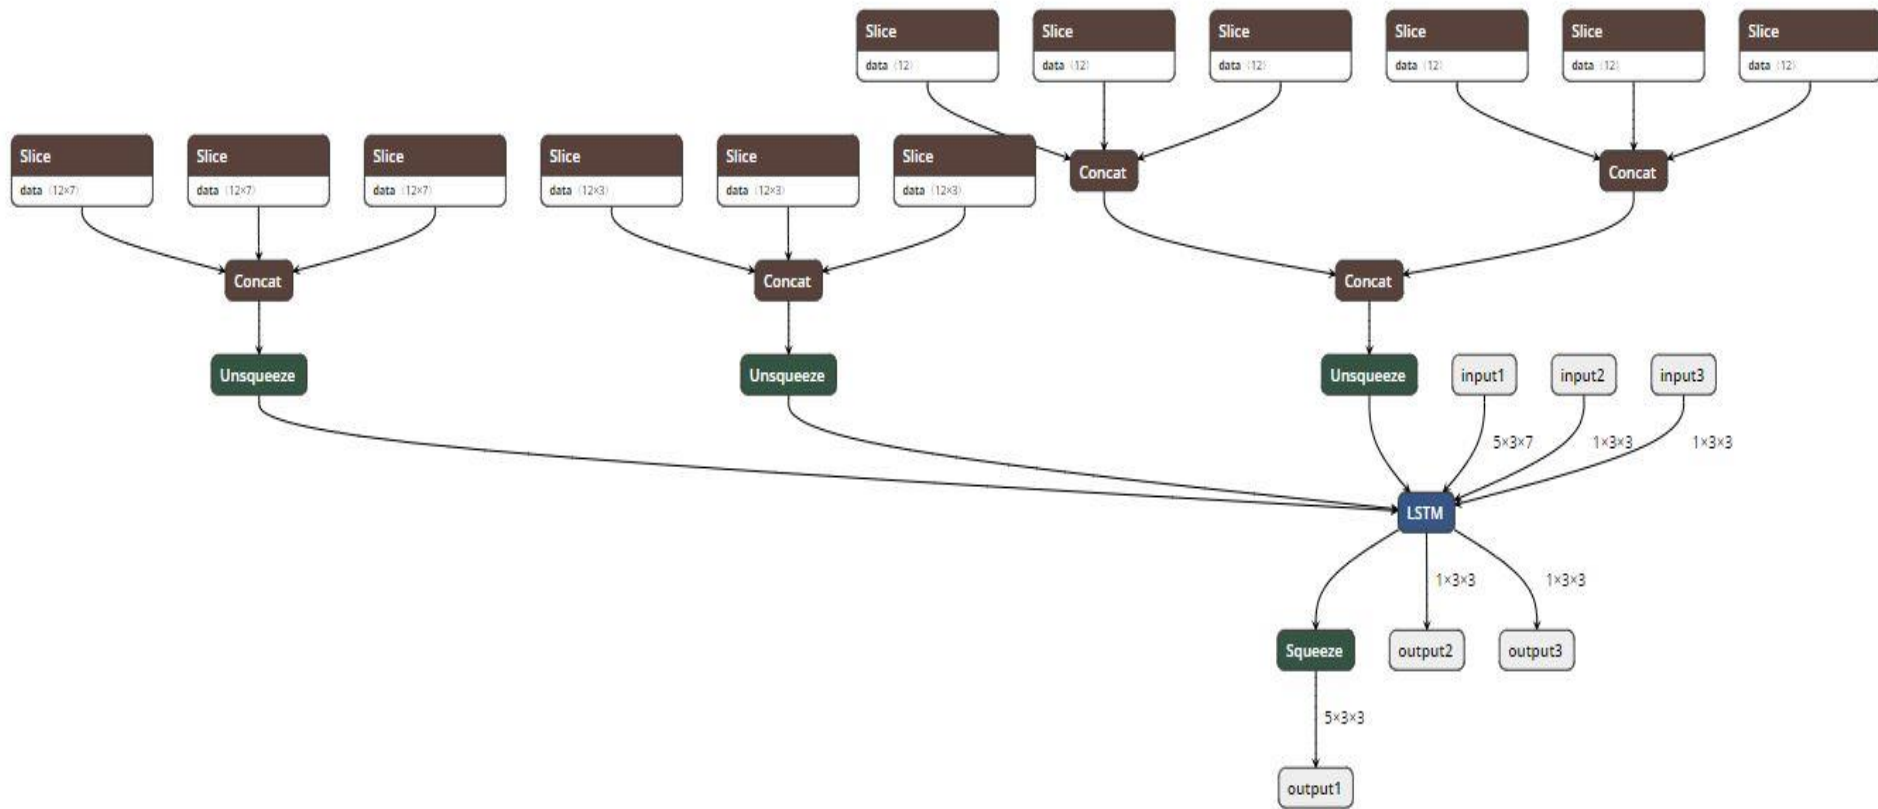 Slice
data (12)
Slice
data (12)
Slice
data (12)
Slice
data (12)
Slice
data (12)
Slice
data (12)
Slice
data (12×7)
Slice
data (12×7)
Slice
data (12×7)
Slice
data (12×3)
Slice
data (12×3)
Slice
data (12×3)
Concat
Concat
Concat
Concat
Concat
Unsqueeze
Unsqueeze
Unsqueeze
input1
input2
input3
5×3×7
1×3×3
1×3×3
LSTM
1×3×3
1×3×3
Squeeze
output2
output3
5×3×3
output1